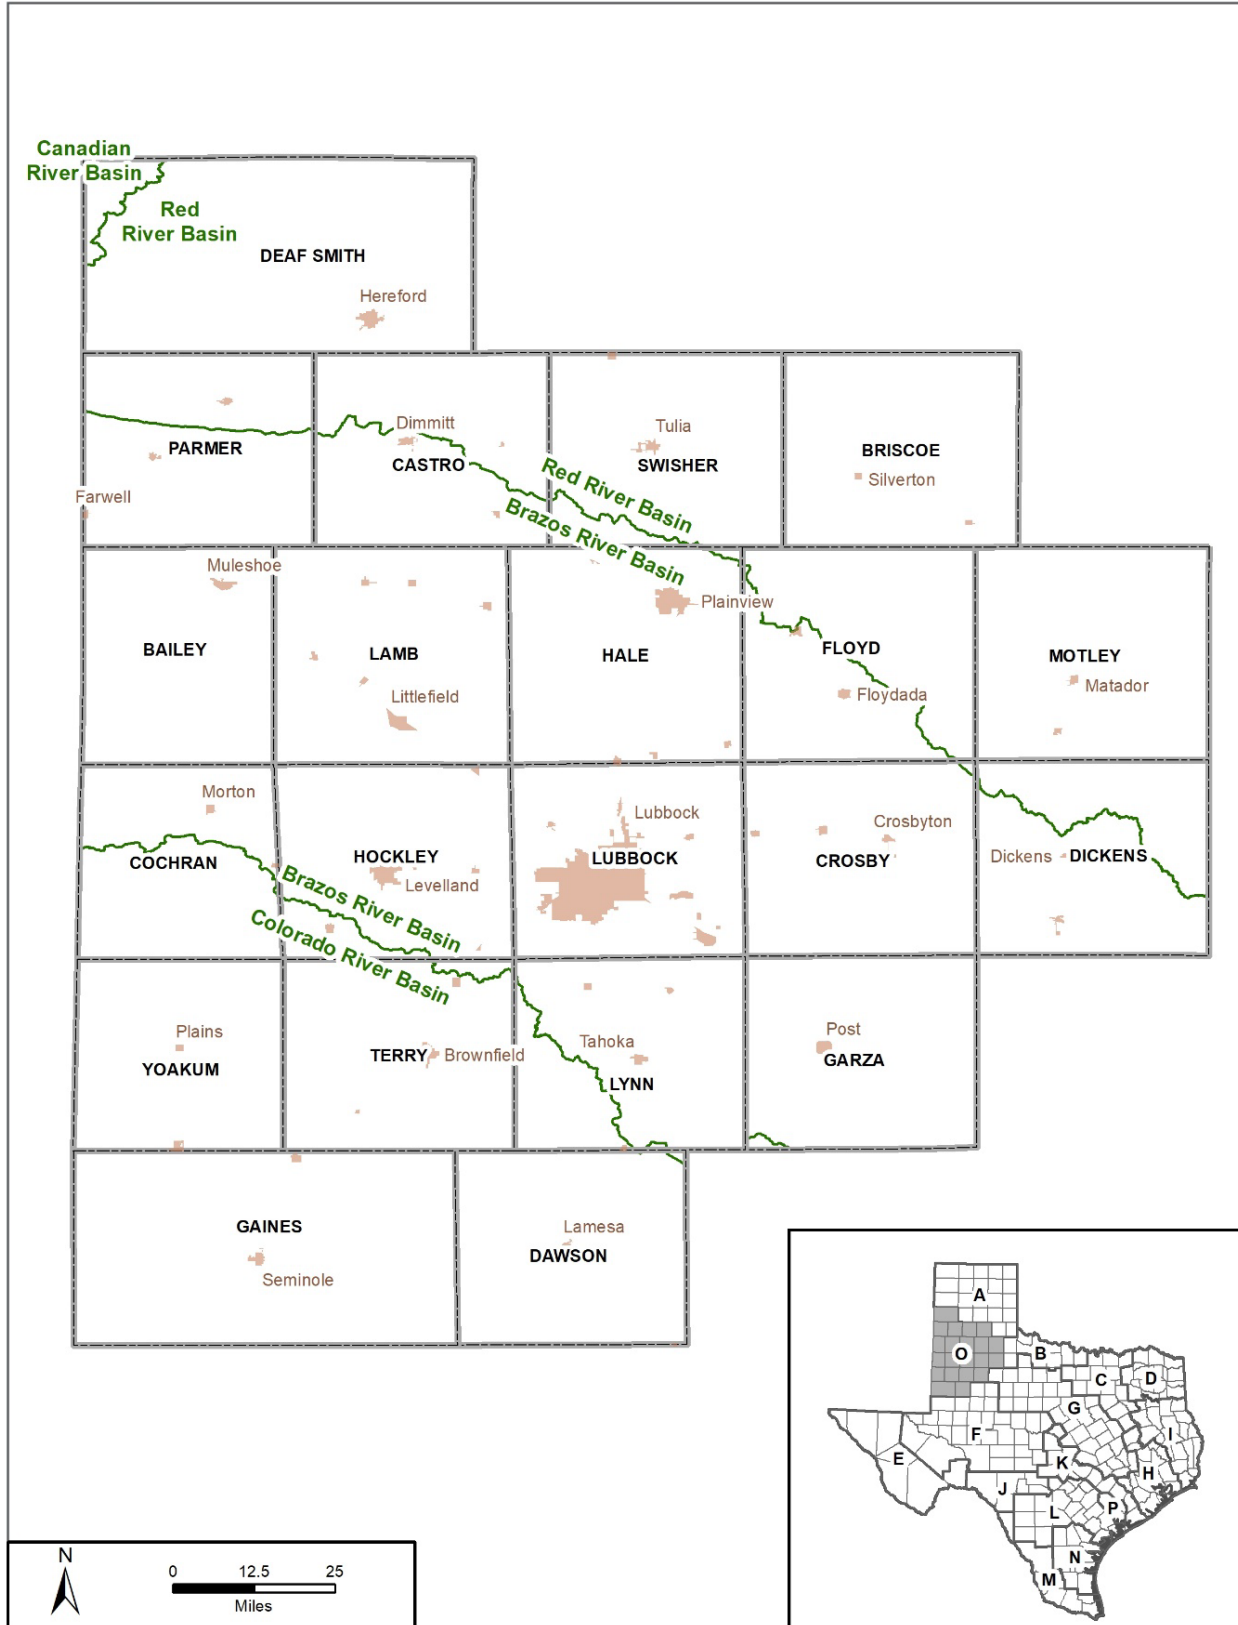 Canadian
River Basin
Red
River Basin
DEAF SMITH
Hereford
Dimmitt
Tulia
PARMER
CASTRO
SWISHER
BRISCOE
Silverton
Red River Basin
Brazos River Basin
Farwell
Muleshoe
Plainview
BAILEY
LAMB
HALE
FLOYD
MOTLEY
Matador
Littlefield
Floydada
Morton
Lubbock
Crosbyton
COCHRAN
HOCKLEY
LUBBOCK
CROSBY
Dickens
DICKENS
Levelland
Brazos River Basin
Colorado River Basin
Plains
YOAKUM
TERRY
Brownfield
Tahoka
LYNN
Post
GARZA
GAINES
Seminole
Lamesa
DAWSON
A
O
B
C
D
G
F
I
E
K
H
J
L
P
N
M
N
0 12.5 25
Miles